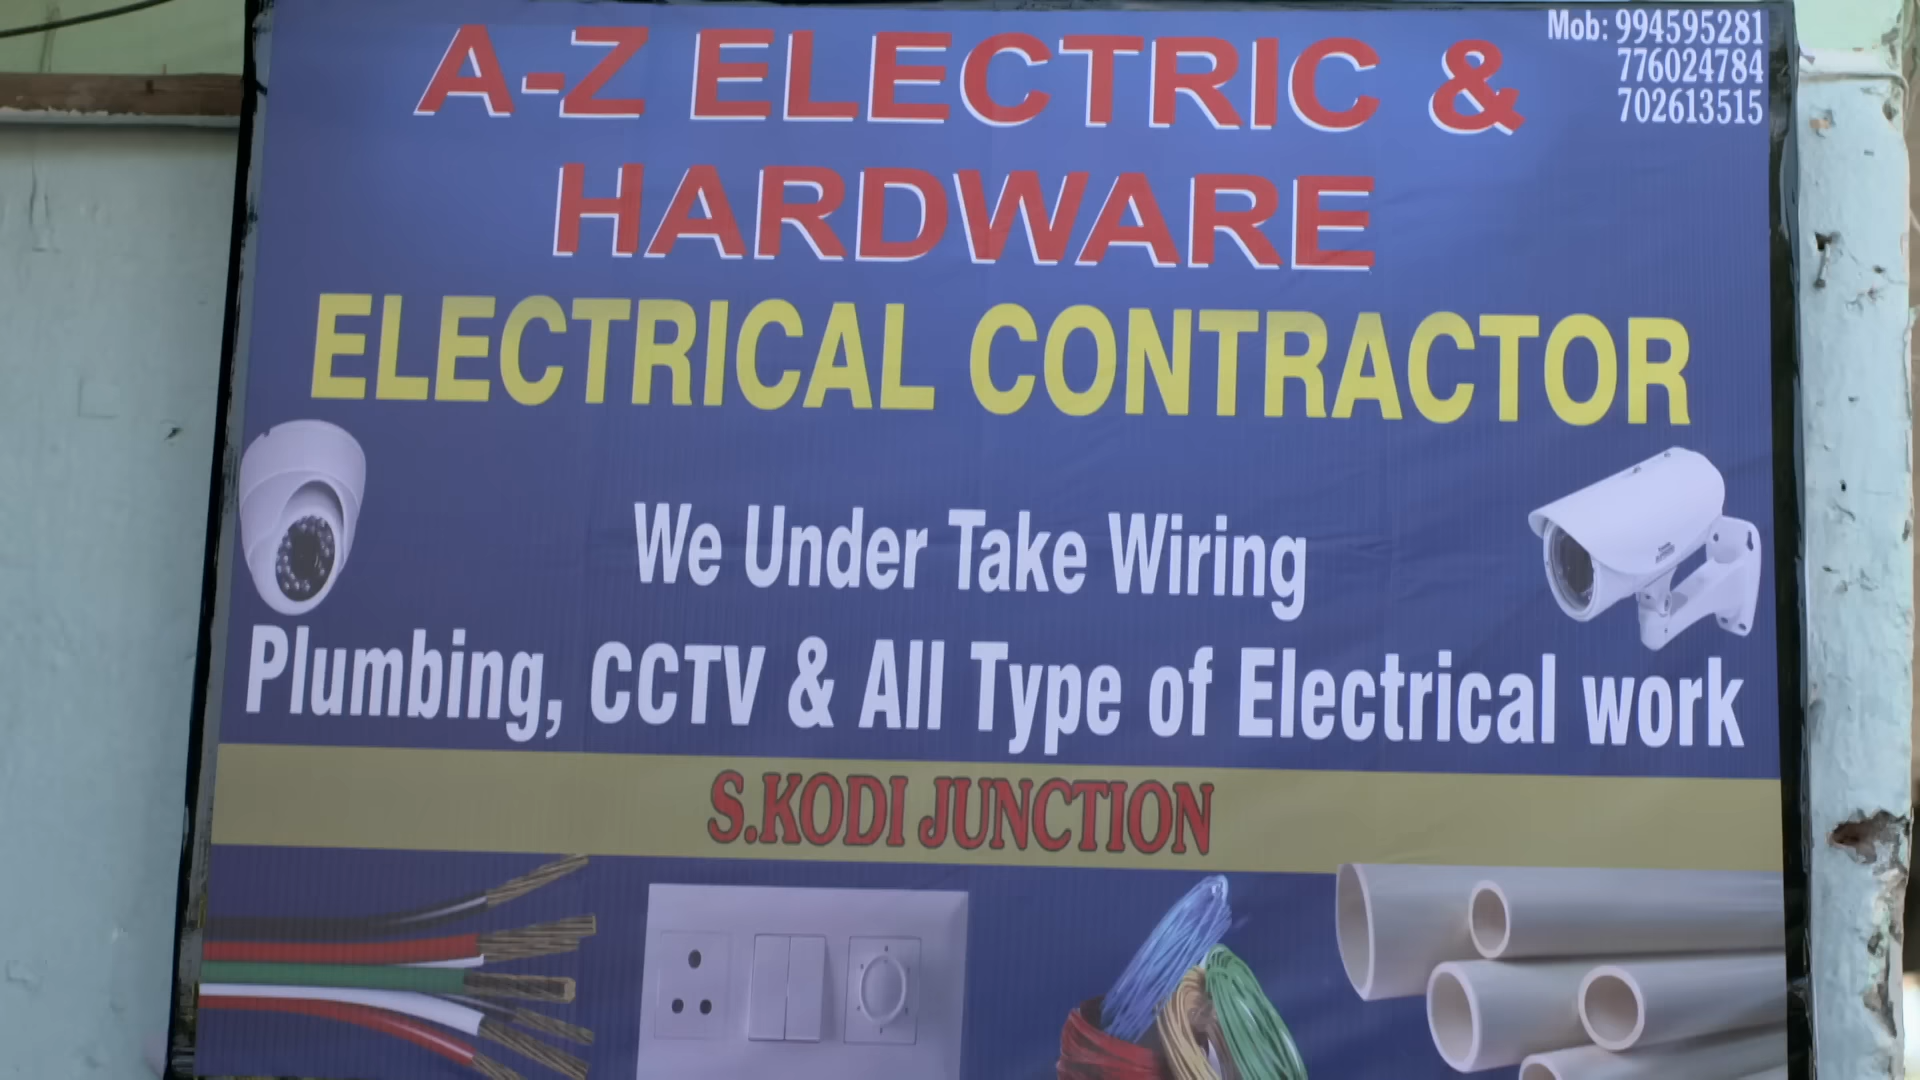 Mob: 994595281
776024784
702613515
A-Z ELECTRIC &
HARDWARE
ELECTRICAL CONTRACTOR
We Under Take Wiring
Plumbing, CCTV & All Type of Electrical work
S.KODI JUNCTION